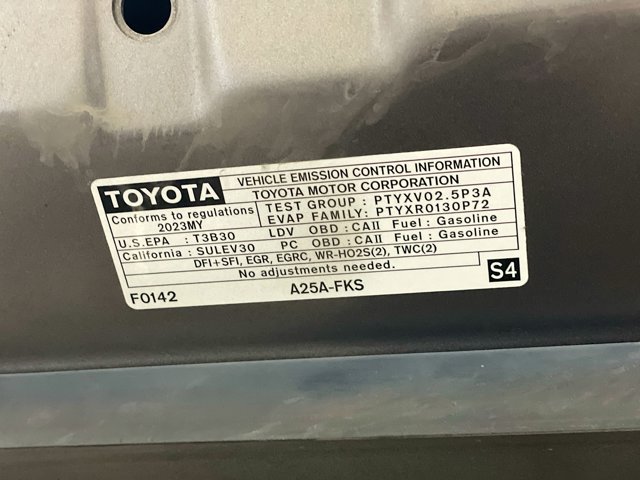 TOYOTA
VEHICLE EMISSION CONTROL INFORMATION
TOYOTA MOTOR CORPORATION
Conforms to regulations
2023MY
TEST GROUP : PTYXV02.5P3A
EVAP FAMILY: PTYXR0130P72
U.S.EPA : T3B30 LDV OBD : CAII Fuel : Gasoline
California : SULEV30 PC OBD : CAII Fuel : Gasoline
DFI+SFI, EGR, EGRC, WR-HO2S(2), TWC(2)
No adjustments needed.
F0142 A25A-FKS S4